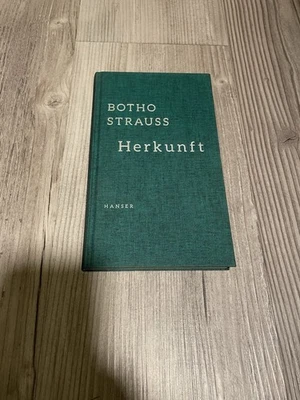 BOTHO
STRAUSS
Herkunft
HANSER